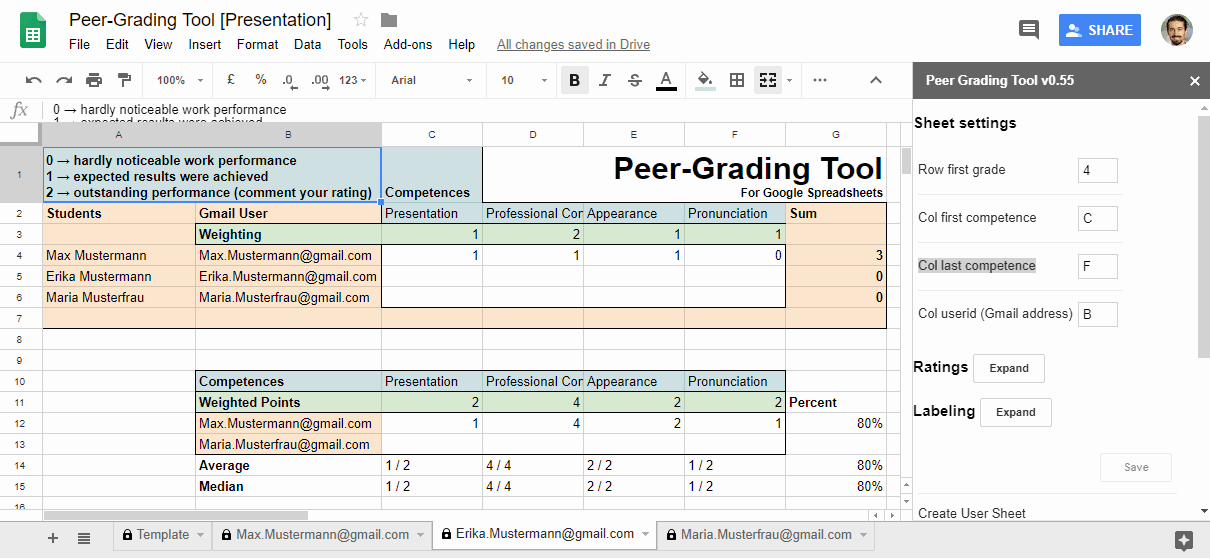 Peer-Grading Tool [Presentation]
File Edit View Insert Format Data Tools Add-ons Help All changes saved in Drive
SHARE
100% £ % .0 .00 123 Arial 10 B I S A
Peer Grading Tool v0.55
fx 0 → hardly noticeable work performance
1 → expected results were achieved
A B C D E F G
1
0 → hardly noticeable work performance
1 → expected results were achieved
2 → outstanding performance (comment your rating) Competences
Peer-Grading Tool
For Google Spreadsheets
2 Students Gmail User Presentation Professional Con Appearance Pronunciation Sum
3 Weighting 1 2 1 1
4 Max Mustermann Max.Mustermann@gmail.com 1 1 1 0 3
5 Erika Mustermann Erika.Mustermann@gmail.com 0
6 Maria Musterfrau Maria.Musterfrau@gmail.com 0
7
8
9
10 Competences Presentation Professional Con Appearance Pronunciation
11 Weighted Points 2 4 2 2 Percent
12 Max.Mustermann@gmail.com 1 4 2 1 80%
13 Maria.Musterfrau@gmail.com
14 Average 1 / 2 4 / 4 2 / 2 1 / 2 80%
15 Median 1 / 2 4 / 4 2 / 2 1 / 2 80%
16
Template Max.Mustermann@gmail.com Erika.Mustermann@gmail.com Maria.Musterfrau@gmail.com
Sheet settings
Row first grade 4
Col first competence C
Col last competence F
Col userid (Gmail address) B
Ratings Expand
Labeling Expand
Save
Create User Sheet